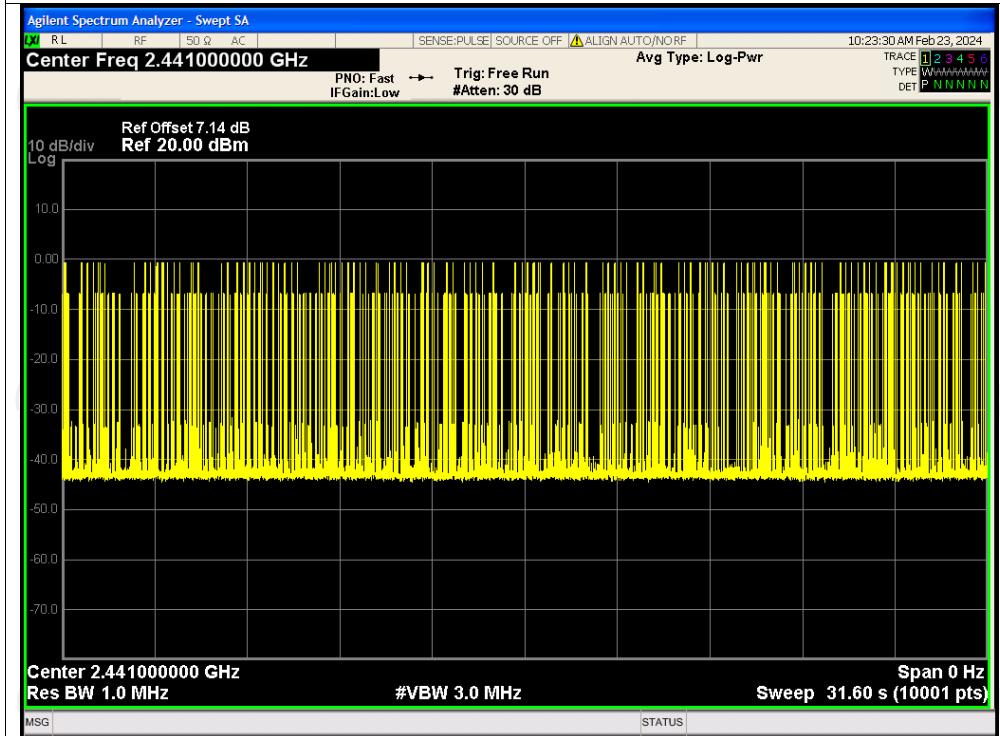 Agilent Spectrum Analyzer - Swept SA
LXI RL RF 50 Ω AC SENSE:PULSE SOURCE OFF ALIGN AUTO/NO RF 10:23:30 AM Feb 23, 2024
Center Freq 2.441000000 GHz
PNO: Fast
IFGain:Low
Trig: Free Run
#Atten: 30 dB
Avg Type: Log-Pwr
TRACE 1 2 3 4 5 6
TYPE WWWWWW
DET P N N N N N
10 dB/div
Log
Ref Offset 7.14 dB
Ref 20.00 dBm
10.0
0.00
-10.0
-20.0
-30.0
-40.0
-50.0
-60.0
-70.0
Center 2.441000000 GHz Span 0 Hz
Res BW 1.0 MHz #VBW 3.0 MHz Sweep 31.60 s (10001 pts)
MSG STATUS